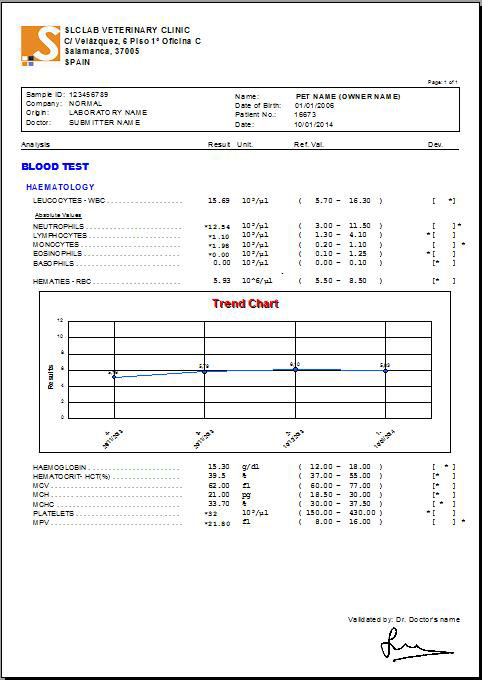 SLCLAB VETERINARY CLINIC
C/ Velázquez, 6 Piso 1º Oficina C
Salamanca, 37005
SPAIN
Page: 1 of 1
Sample ID: 123456789
Company: NORMAL
Origin: LABORATORY NAME
Doctor: SUBMITTER NAME
Name: PET NAME (OWNER NAME)
Date of Birth: 01/01/2006
Patient No.: 16673
Date: 10/01/2014
Analysis Result Unit. Ref. Val. Dev.
BLOOD TEST
HAEMATOLOGY
LEUCOCYTES - WBC 15.69 10³/µl ( 5.70 - 16.30 ) [ *]
Absolute Values
NEUTROPHILS *12.54 10³/µl ( 3.00 - 11.50 ) [ ]*
LYMPHOCYTES *1.10 10³/µl ( 1.30 - 4.10 ) *[ ]
MONOCYTES *1.98 10³/µl ( 0.20 - 1.10 ) [ ] *
EOSINOPHILS *0.00 10³/µl ( 0.10 - 1.25 ) *[ ]
BASOPHILS 0.00 10³/µl ( 0.00 - 0.10 ) [* ]
HEMATIES - RBC 5.93 10^6/µl ( 5.50 - 8.50 ) [* ]
Trend Chart
Results
12
10
8
6
4
2
0
HAEMOGLOBIN 15.30 g/dl ( 12.00 - 18.00 ) [ * ]
HEMATOCRIT- HCT(%) 39.5 % ( 37.00 - 55.00 ) [* ]
MCV 62.00 fl ( 60.00 - 77.00 ) [* ]
MCH 21.00 pg ( 18.50 - 30.00 ) [* ]
MCHC 33.70 % ( 30.00 - 37.50 ) [ * ]
PLATELETS *32 10³/µl ( 150.00 - 430.00 ) *[ ]
MPV *21.80 fl ( 8.00 - 16.00 ) [ ] *
Validated by: Dr. Doctor's name